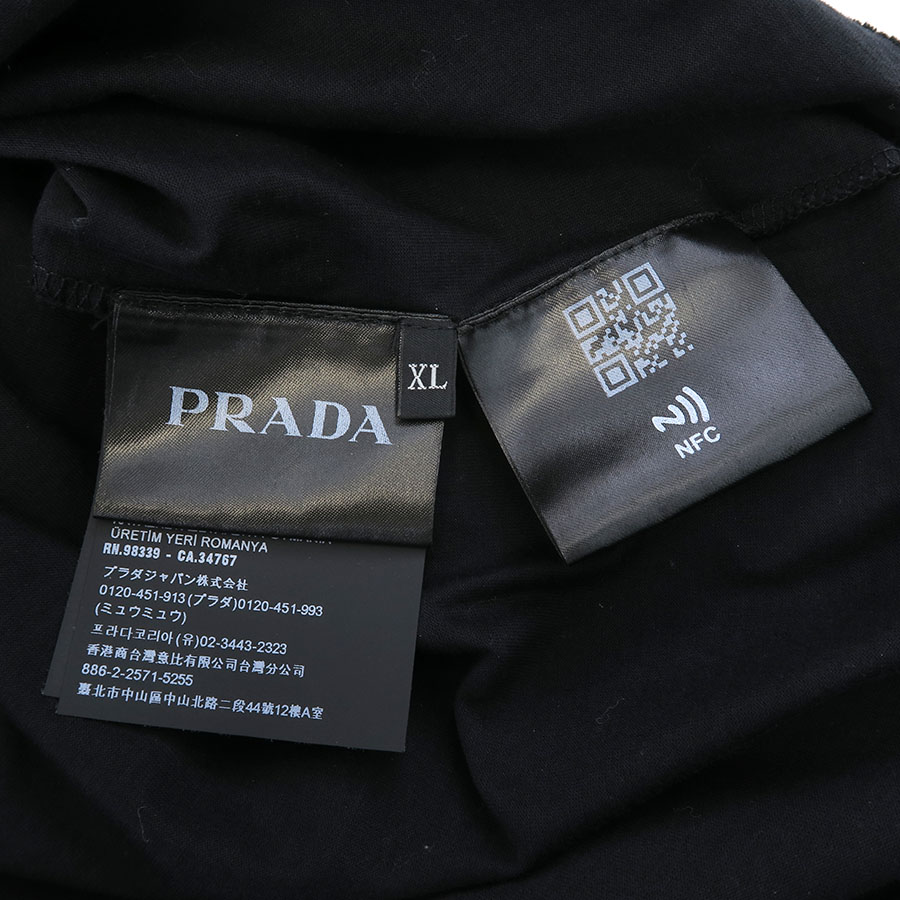 PRADA
XL
NFC
ÜRETİM YERİ ROMANYA
RN.98339 - CA.34767
プラダジャパン株式会社
0120-451-913(プラダ)0120-451-993
(ミュウミュウ)
프라다코리아(유)02-3443-2323
香港商台灣意比有限公司台灣分公司
886-2-2571-5255
臺北市中山區中山北路二段44號12樓A室